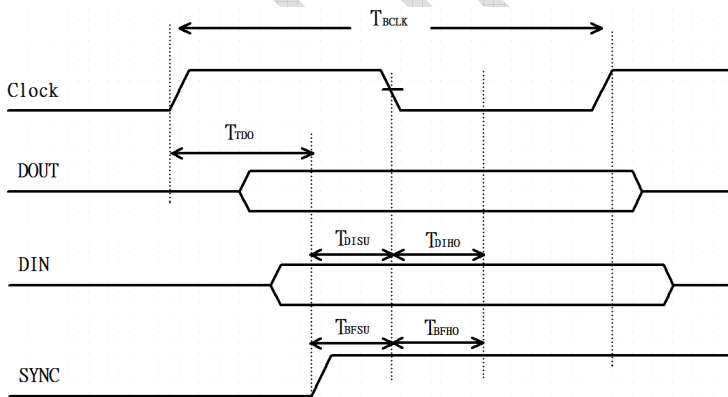 TBCLK
Clock
TTDO
DOUT
TDISU TDIHO
DIN
TBFSU TBFHO
SYNC